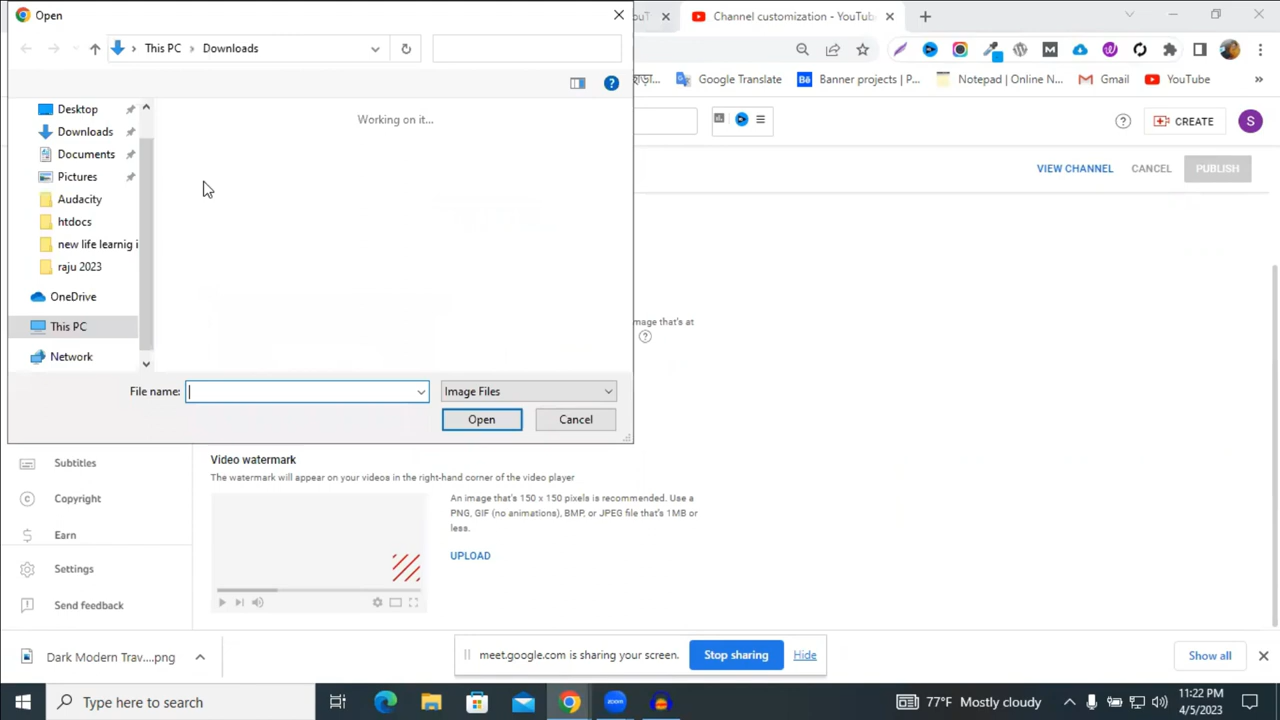 Open
uT
Channel customization - YouTub
This PC
Downloads
Google Translate
Bē
Banner projects | P...
Notepad | Online N...
Gmail
YouTube
Desktop
Downloads
Documents
Pictures
Audacity
htdocs
new life learnig i
raju 2023
OneDrive
This PC
Network
Working on it...
CREATE
S
VIEW CHANNEL
CANCEL
PUBLISH
mage that's at
File name:
Image Files
Open
Cancel
Subtitles
Copyright
Earn
Settings
Send feedback
Video watermark
The watermark will appear on your videos in the right-hand corner of the video player
An image that's 150 x 150 pixels is recommended. Use a
PNG, GIF (no animations), BMP, or JPEG file that's 1MB or
less.
UPLOAD
Dark Modern Trav....png
meet.google.com is sharing your screen.
Stop sharing
Hide
Show all
Type here to search
zoom
77°F Mostly cloudy
11:22 PM
4/5/2023